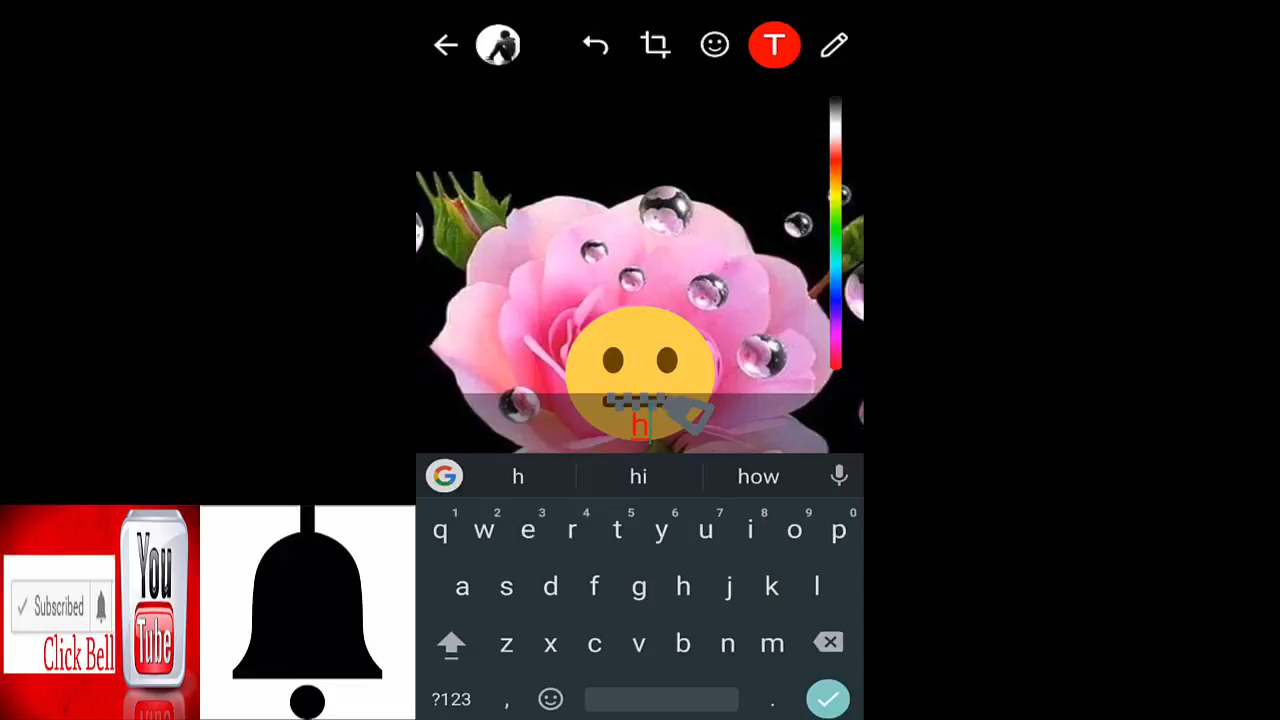 T
h
h hi how
1 2 3 4 5 6 7 8 9 0
q w e r t y u i o p
a s d f g h j k l
z x c v b n m
?123 , .
You
Tube
✓ Subscribed
Click Bell